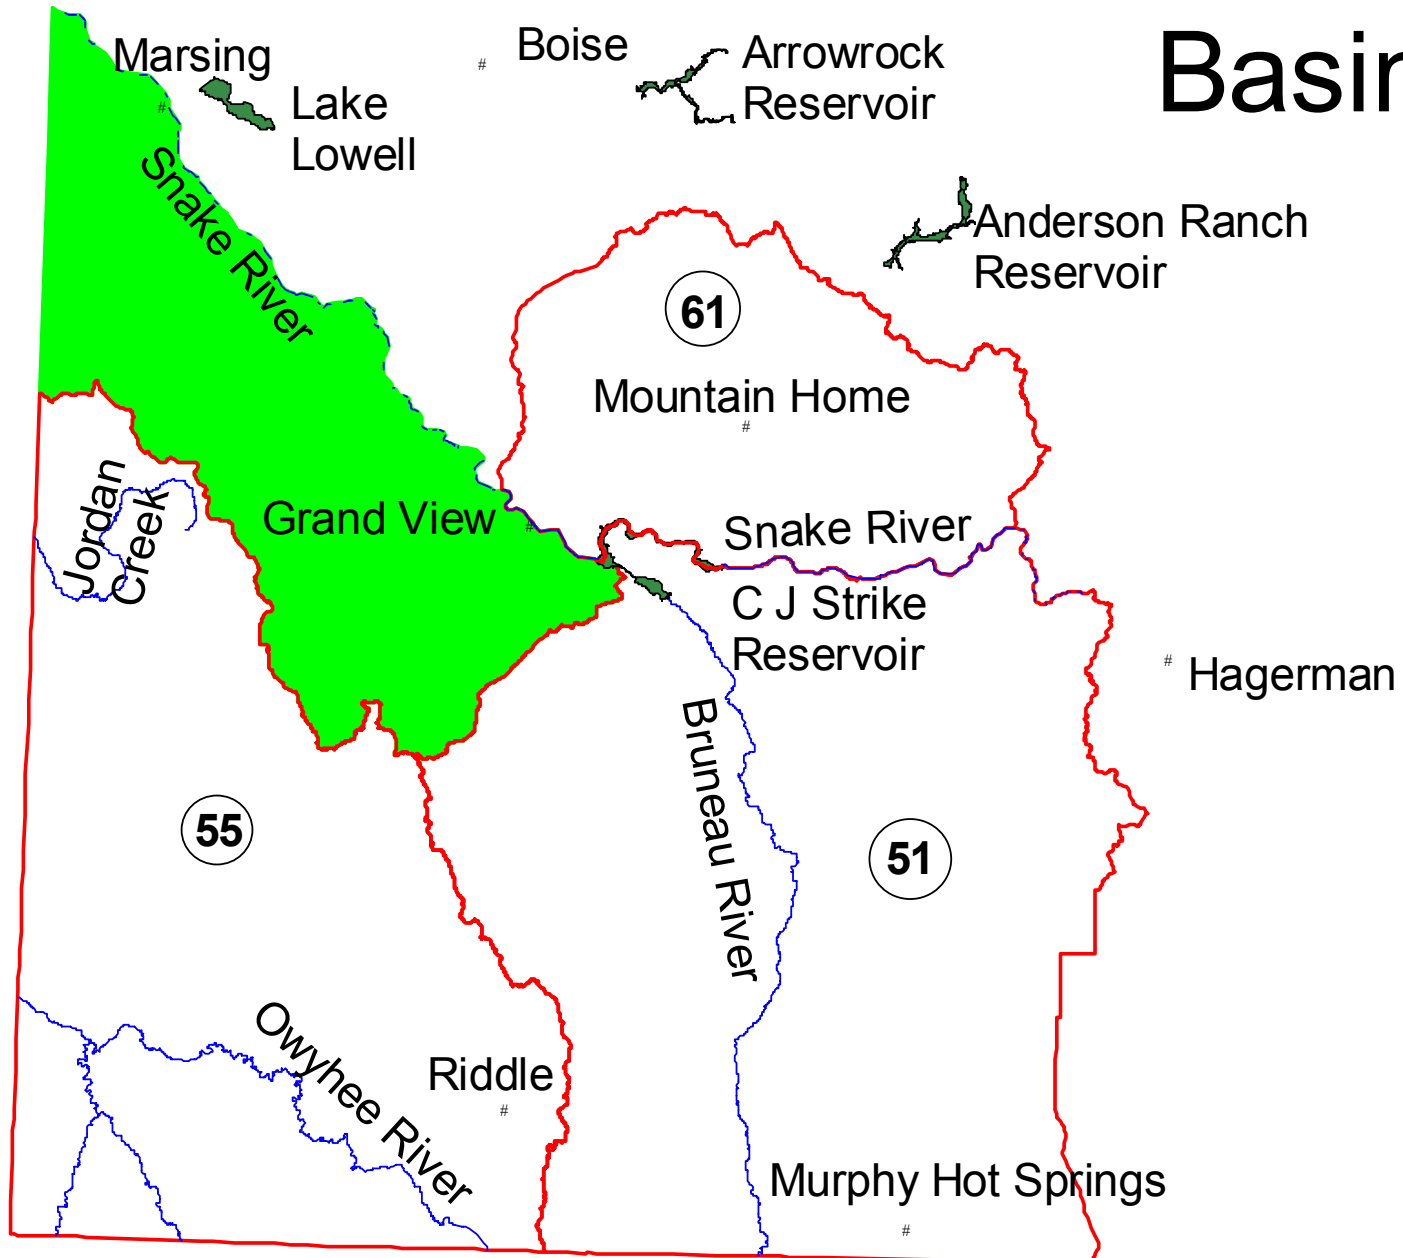 Basin
Marsing
Boise
Arrowrock
Reservoir
Lake
Lowell
Snake River
Anderson Ranch
Reservoir
61
Mountain Home
Jordan
Creek
Grand View
Snake River
C J Strike
Reservoir
Hagerman
Bruneau River
55
51
Owyhee River
Riddle
Murphy Hot Springs